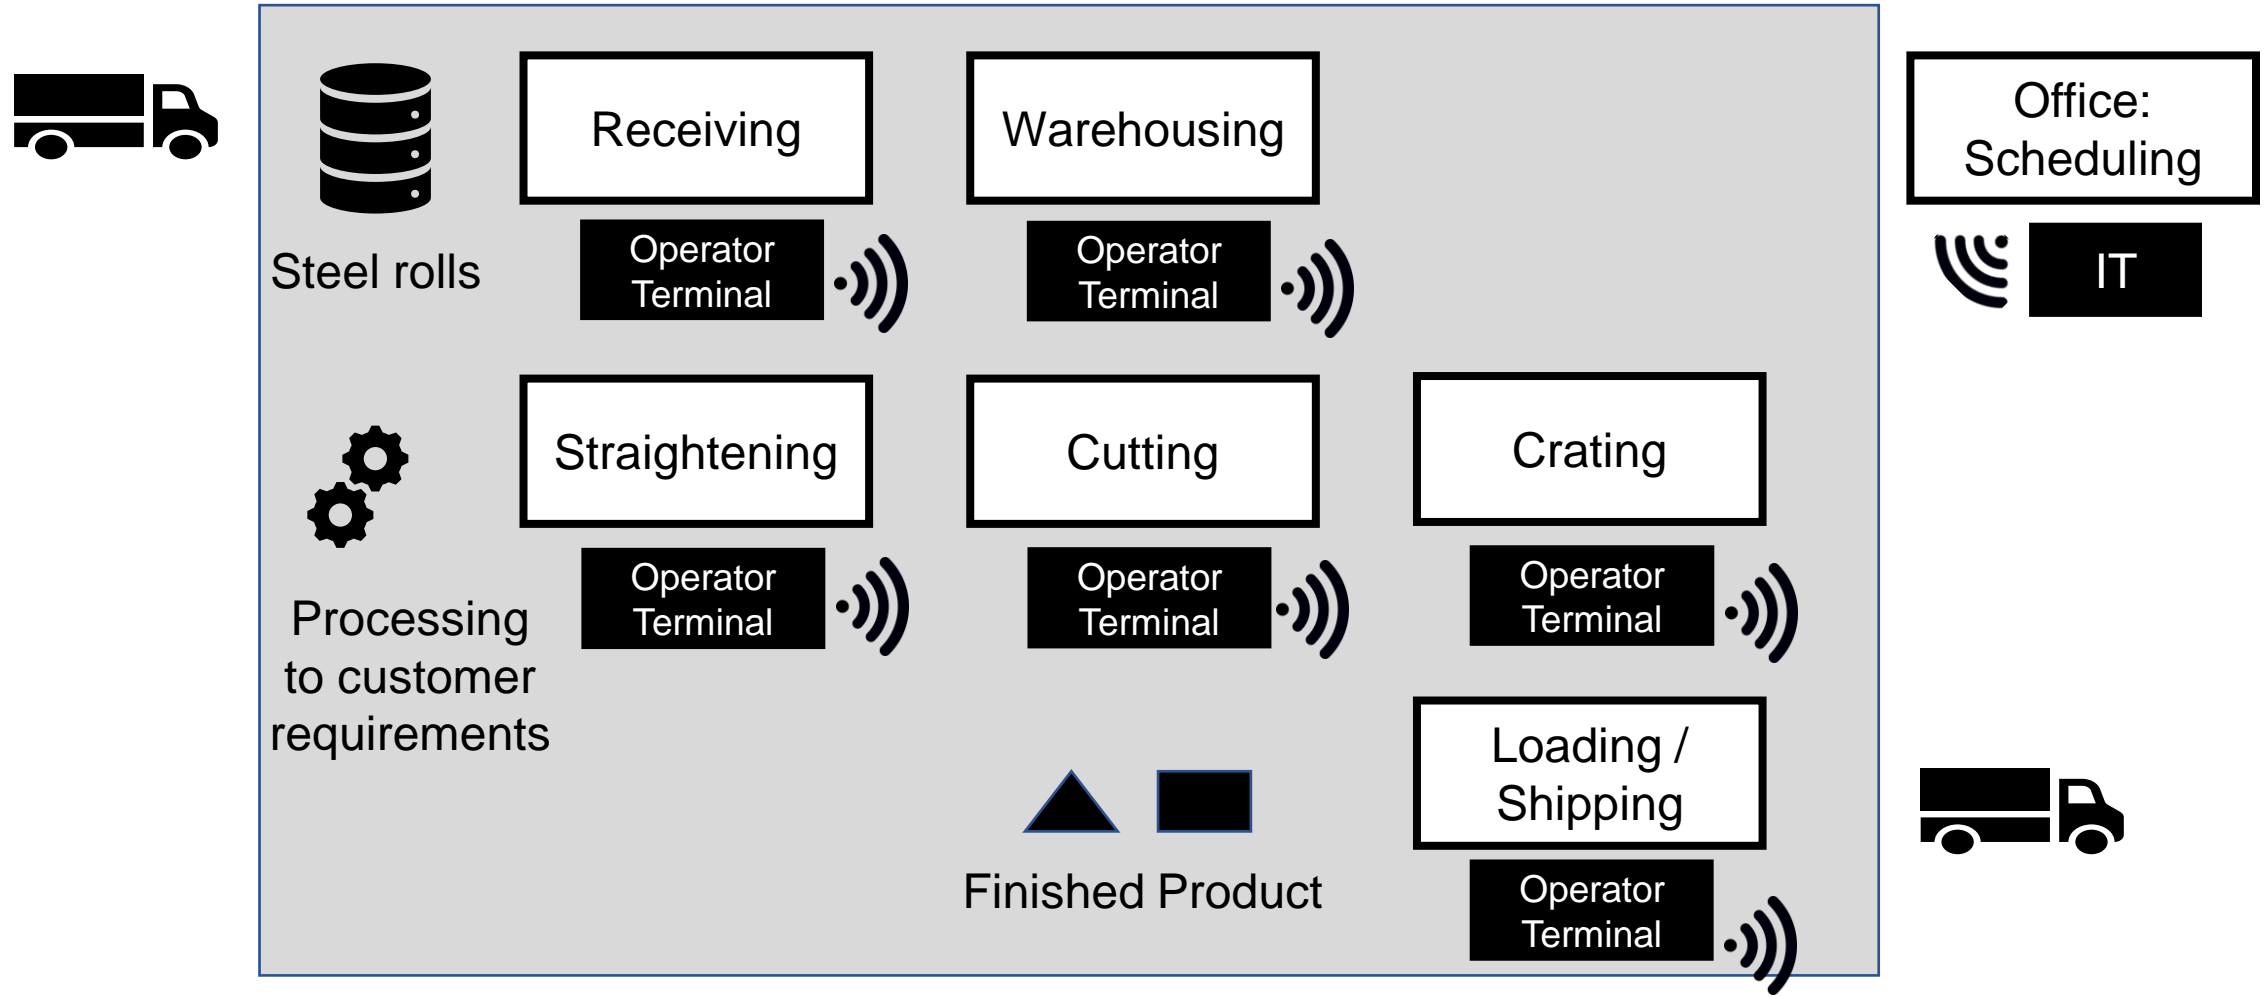 Receiving
Warehousing
Office:
Scheduling
Steel rolls
Operator
Terminal
Operator
Terminal
IT
Straightening
Cutting
Crating
Processing
to customer
requirements
Operator
Terminal
Operator
Terminal
Operator
Terminal
Loading /
Shipping
Finished Product
Operator
Terminal